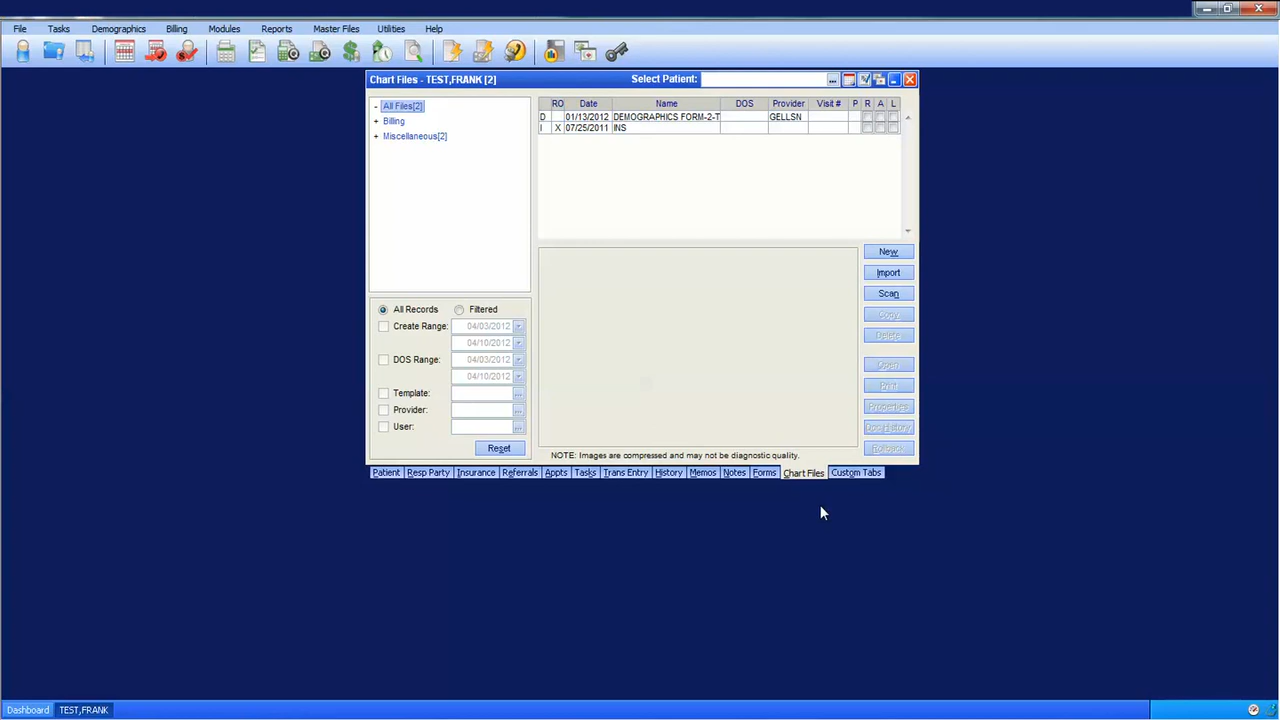 File Tasks Demographics Billing Modules Reports Master Files Utilities Help
Chart Files - TEST,FRANK [2] Select Patient: ...
- All Files[2]
+ Billing
+ Miscellaneous[2]
RO Date Name DOS Provider Visit # P R A L
D 01/13/2012 DEMOGRAPHICS FORM-2-T GELLSN
I X 07/25/2011 INS
New
Import
Scan
Copy
Delete
Open
Print
Properties
Doc History
Rollback
All Records Filtered
Create Range: 04/03/2012
04/10/2012
DOS Range: 04/03/2012
04/10/2012
Template: ...
Provider: ...
User: ...
Reset
NOTE: Images are compressed and may not be diagnostic quality.
Patient Resp Party Insurance Referrals Appts Tasks Trans Entry History Memos Notes Forms Chart Files Custom Tabs
Dashboard TEST,FRANK